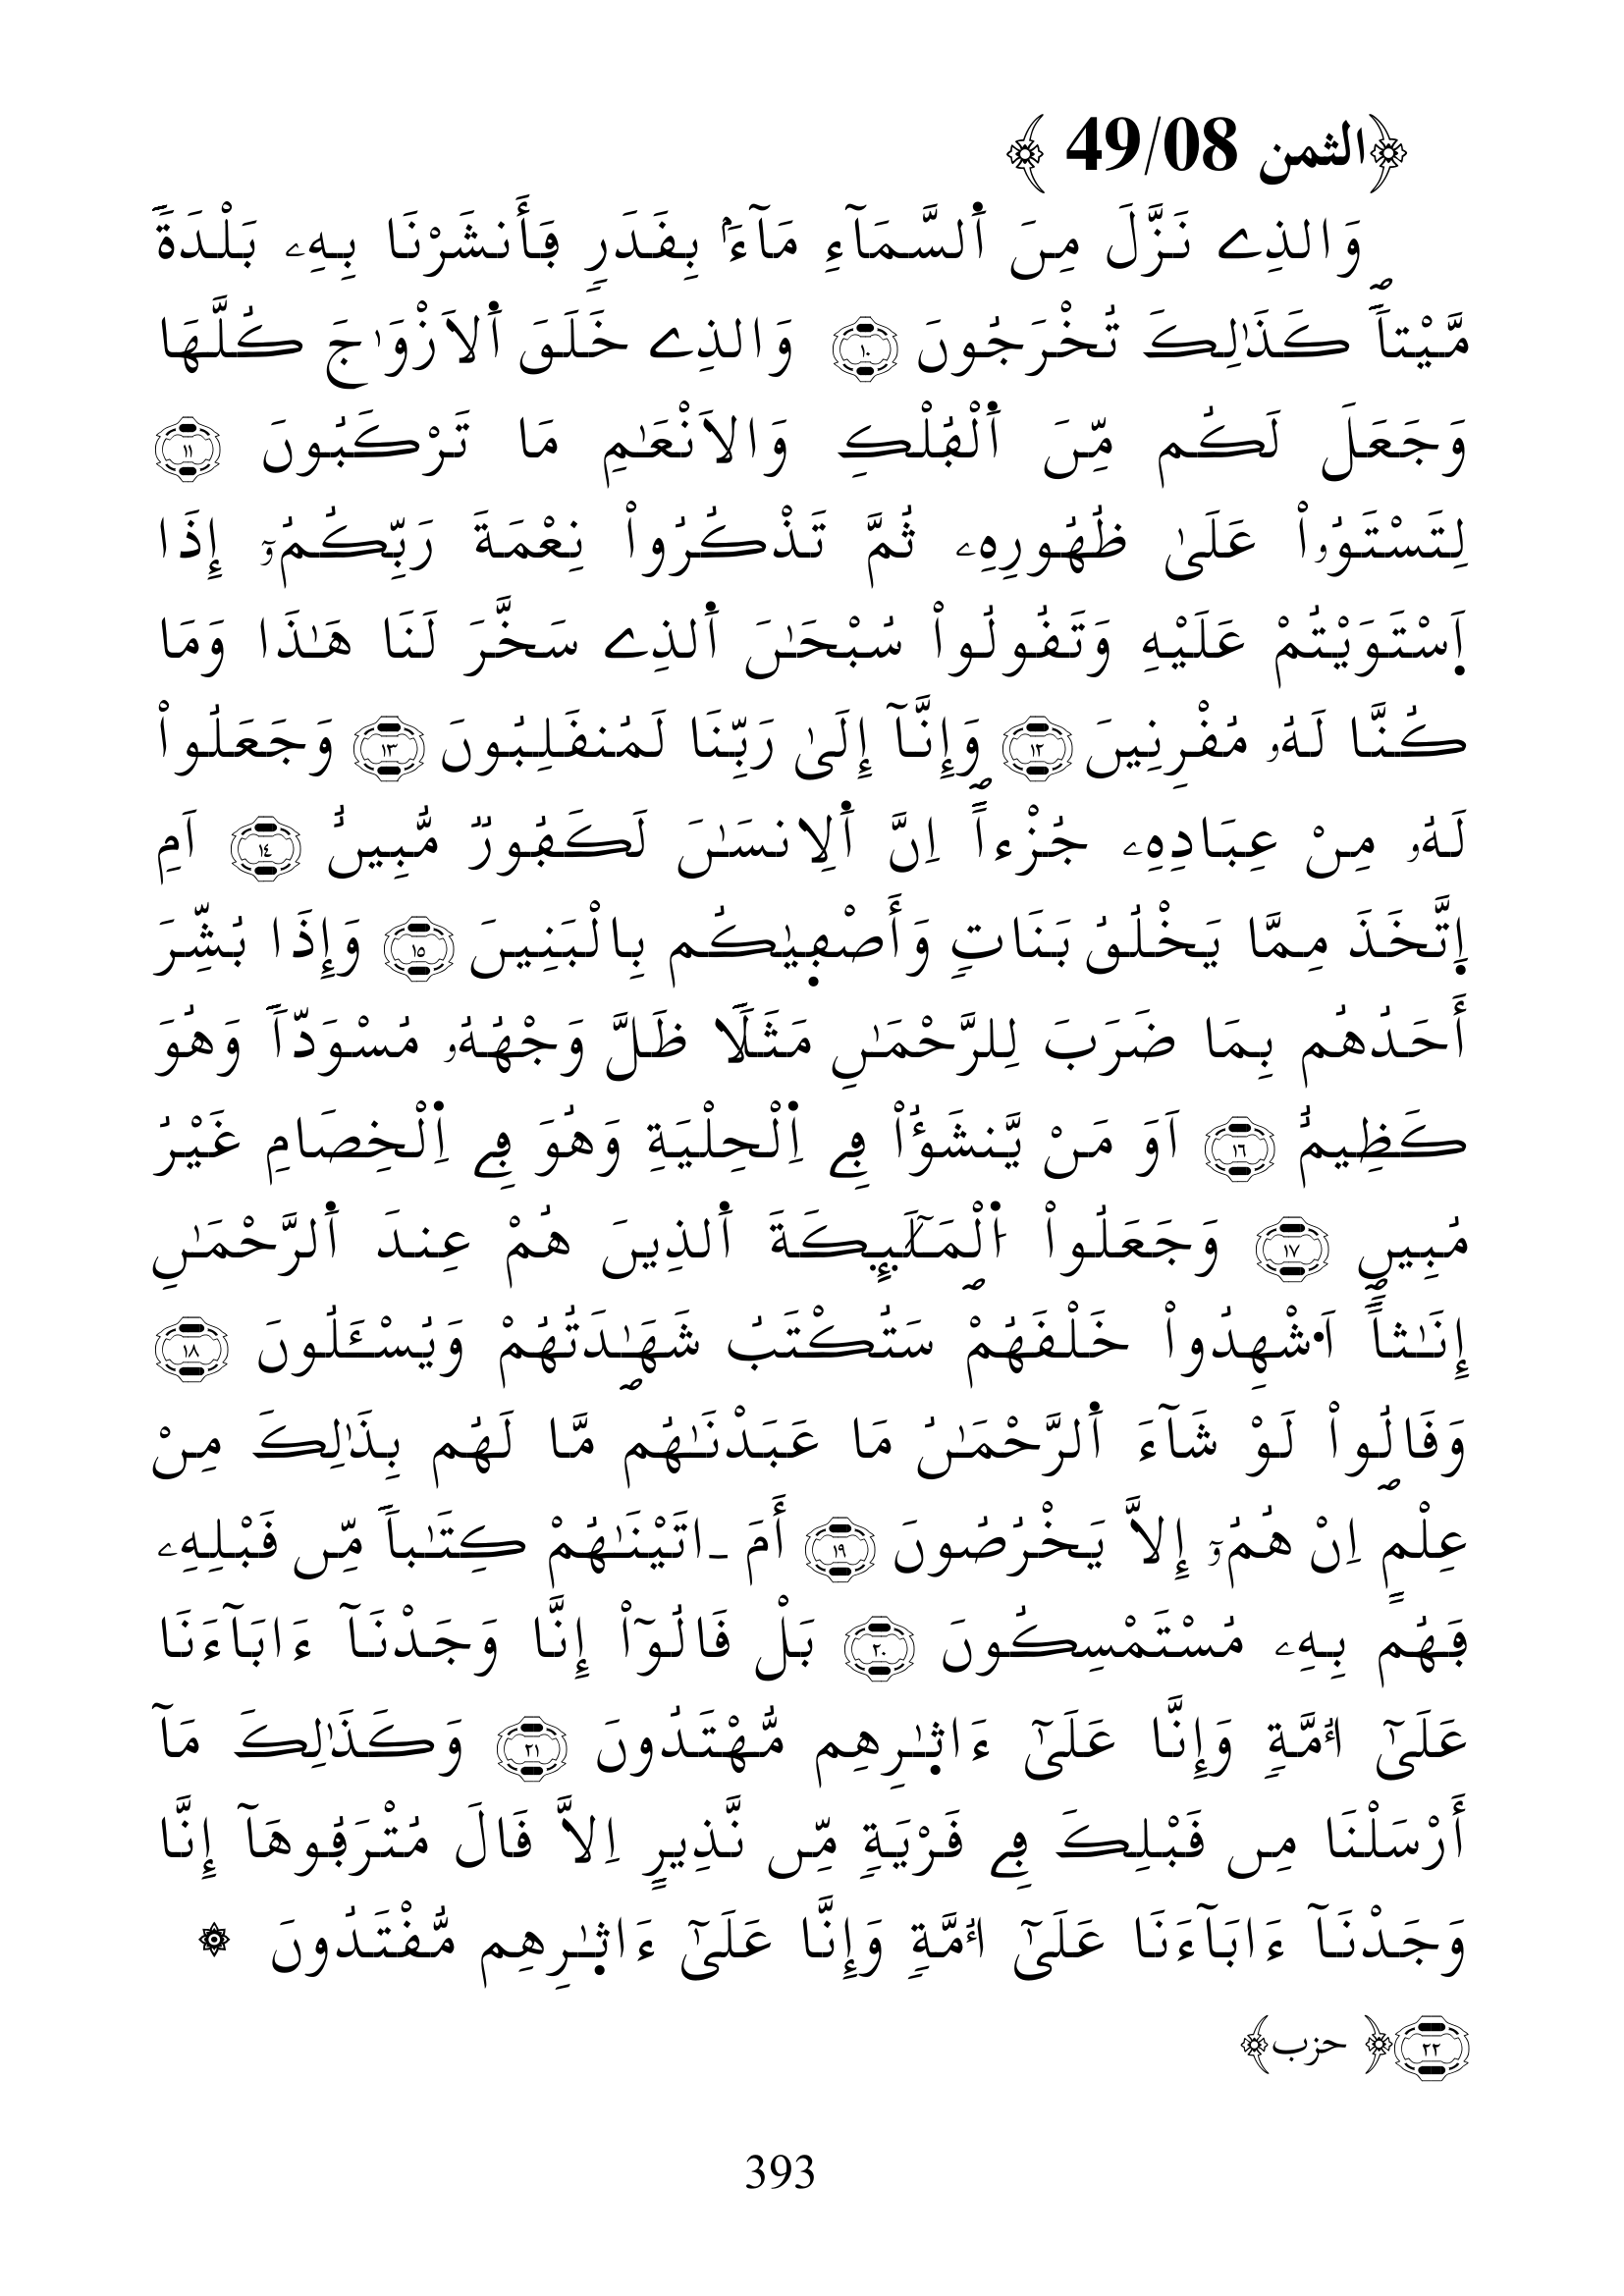 ﴿الثمن 49/08 ﴾
وَالذِے نَزَّلَ مِنَ اَ۬لسَّمَآءِ مَآءَۢ بِقَدَرٖ فَأَنشَرْنَا بِهِۦ بَلْدَةٗ
مَّيْتاٗۖ كَذَٰلِكَ تُخْرَجُونَ ١٠ وَالذِے خَلَقَ اَ۬لَازْوَٰجَ كُلَّهَا
وَجَعَلَ لَكُم مِّنَ اَ۬لْفُلْكِ وَالَانْعَٰمِ مَا تَرْكَبُونَ ١١
لِتَسْتَوُۥاْ عَلَىٰ ظُهُورِهِۦ ثُمَّ تَذْكُرُواْ نِعْمَةَ رَبِّكُمُۥٓ إِذَا
اَ۪سْتَوَيْتُمْ عَلَيْهِ وَتَقُولُواْ سُبْحَٰنَ اَ۬لذِے سَخَّرَ لَنَا هَٰذَا وَمَا
كُنَّا لَهُۥ مُقْرِنِينَ ١٢ وَإِنَّآ إِلَىٰ رَبِّنَا لَمُنقَلِبُونَۖ ١٣ وَجَعَلُواْ
لَهُۥ مِنْ عِبَادِهِۦ جُزْءاًۖ اِنَّ اَ۬لِانسَٰنَ لَكَفُورٞ مُّبِينٌ ١٤ اَمِ
اِ۪تَّخَذَ مِمَّا يَخْلُقُ بَنَاتٖ وَأَصْفۭيٰكُم بِالْبَنِينَ ١٥ وَإِذَا بُشِّرَ
أَحَدُهُم بِمَا ضَرَبَ لِلرَّحْمَٰنِ مَثَلاٗ ظَلَّ وَجْهُهُۥ مُسْوَدّاٗ وَهُوَ
كَظِيمٌ ١٦ اَوَ مَنْ يَّنشَؤُاْ فِے اِ۬لْحِلْيَةِ وَهُوَ فِے اِ۬لْخِصَامِ غَيْرُ
مُبِينٖۖ ١٧ وَجَعَلُواْ اُ۬لْمَلَٰٓئِكَةَ اَ۬لذِينَ هُمْ عِندَ اَ۬لرَّحْمَٰنِ
إِنَٰثاًۖ اَ۟شْهِدُواْ خَلْقَهُمْ سَتُكْتَبُ شَهَٰدَتُهُمْ وَيُسْـَٔلُونَ ١٨
وَقَالُواْ لَوْ شَآءَ اَ۬لرَّحْمَٰنُ مَا عَبَدْنَٰهُمۖ مَّا لَهُم بِذَٰلِكَ مِنْ
عِلْمٍ اِنْ هُمُۥٓ إِلَّا يَخْرُصُونَ ١٩ أَمَ ـ اتَيْنَٰهُمْ كِتَٰباٗ مِّن قَبْلِهِۦ
فَهُم بِهِۦ مُسْتَمْسِكُونَ ٢٠ بَلْ قَالُوٓاْ إِنَّا وَجَدْنَآ ءَابَآءَنَا
عَلَىٰٓ أُمَّةٖ وَإِنَّا عَلَىٰٓ ءَاثٰ۪رِهِم مُّهْتَدُونَ ٢١ وَكَذَٰلِكَ مَآ
أَرْسَلْنَا مِن قَبْلِكَ فِے قَرْيَةٖ مِّن نَّذِيرٍ اِلَّا قَالَ مُتْرَفُوهَآ إِنَّا
وَجَدْنَآ ءَابَآءَنَا عَلَىٰٓ أُمَّةٖ وَإِنَّا عَلَىٰٓ ءَاثٰ۪رِهِم مُّقْتَدُونَ ۞
٢٢ ﴿ حزب﴾
393